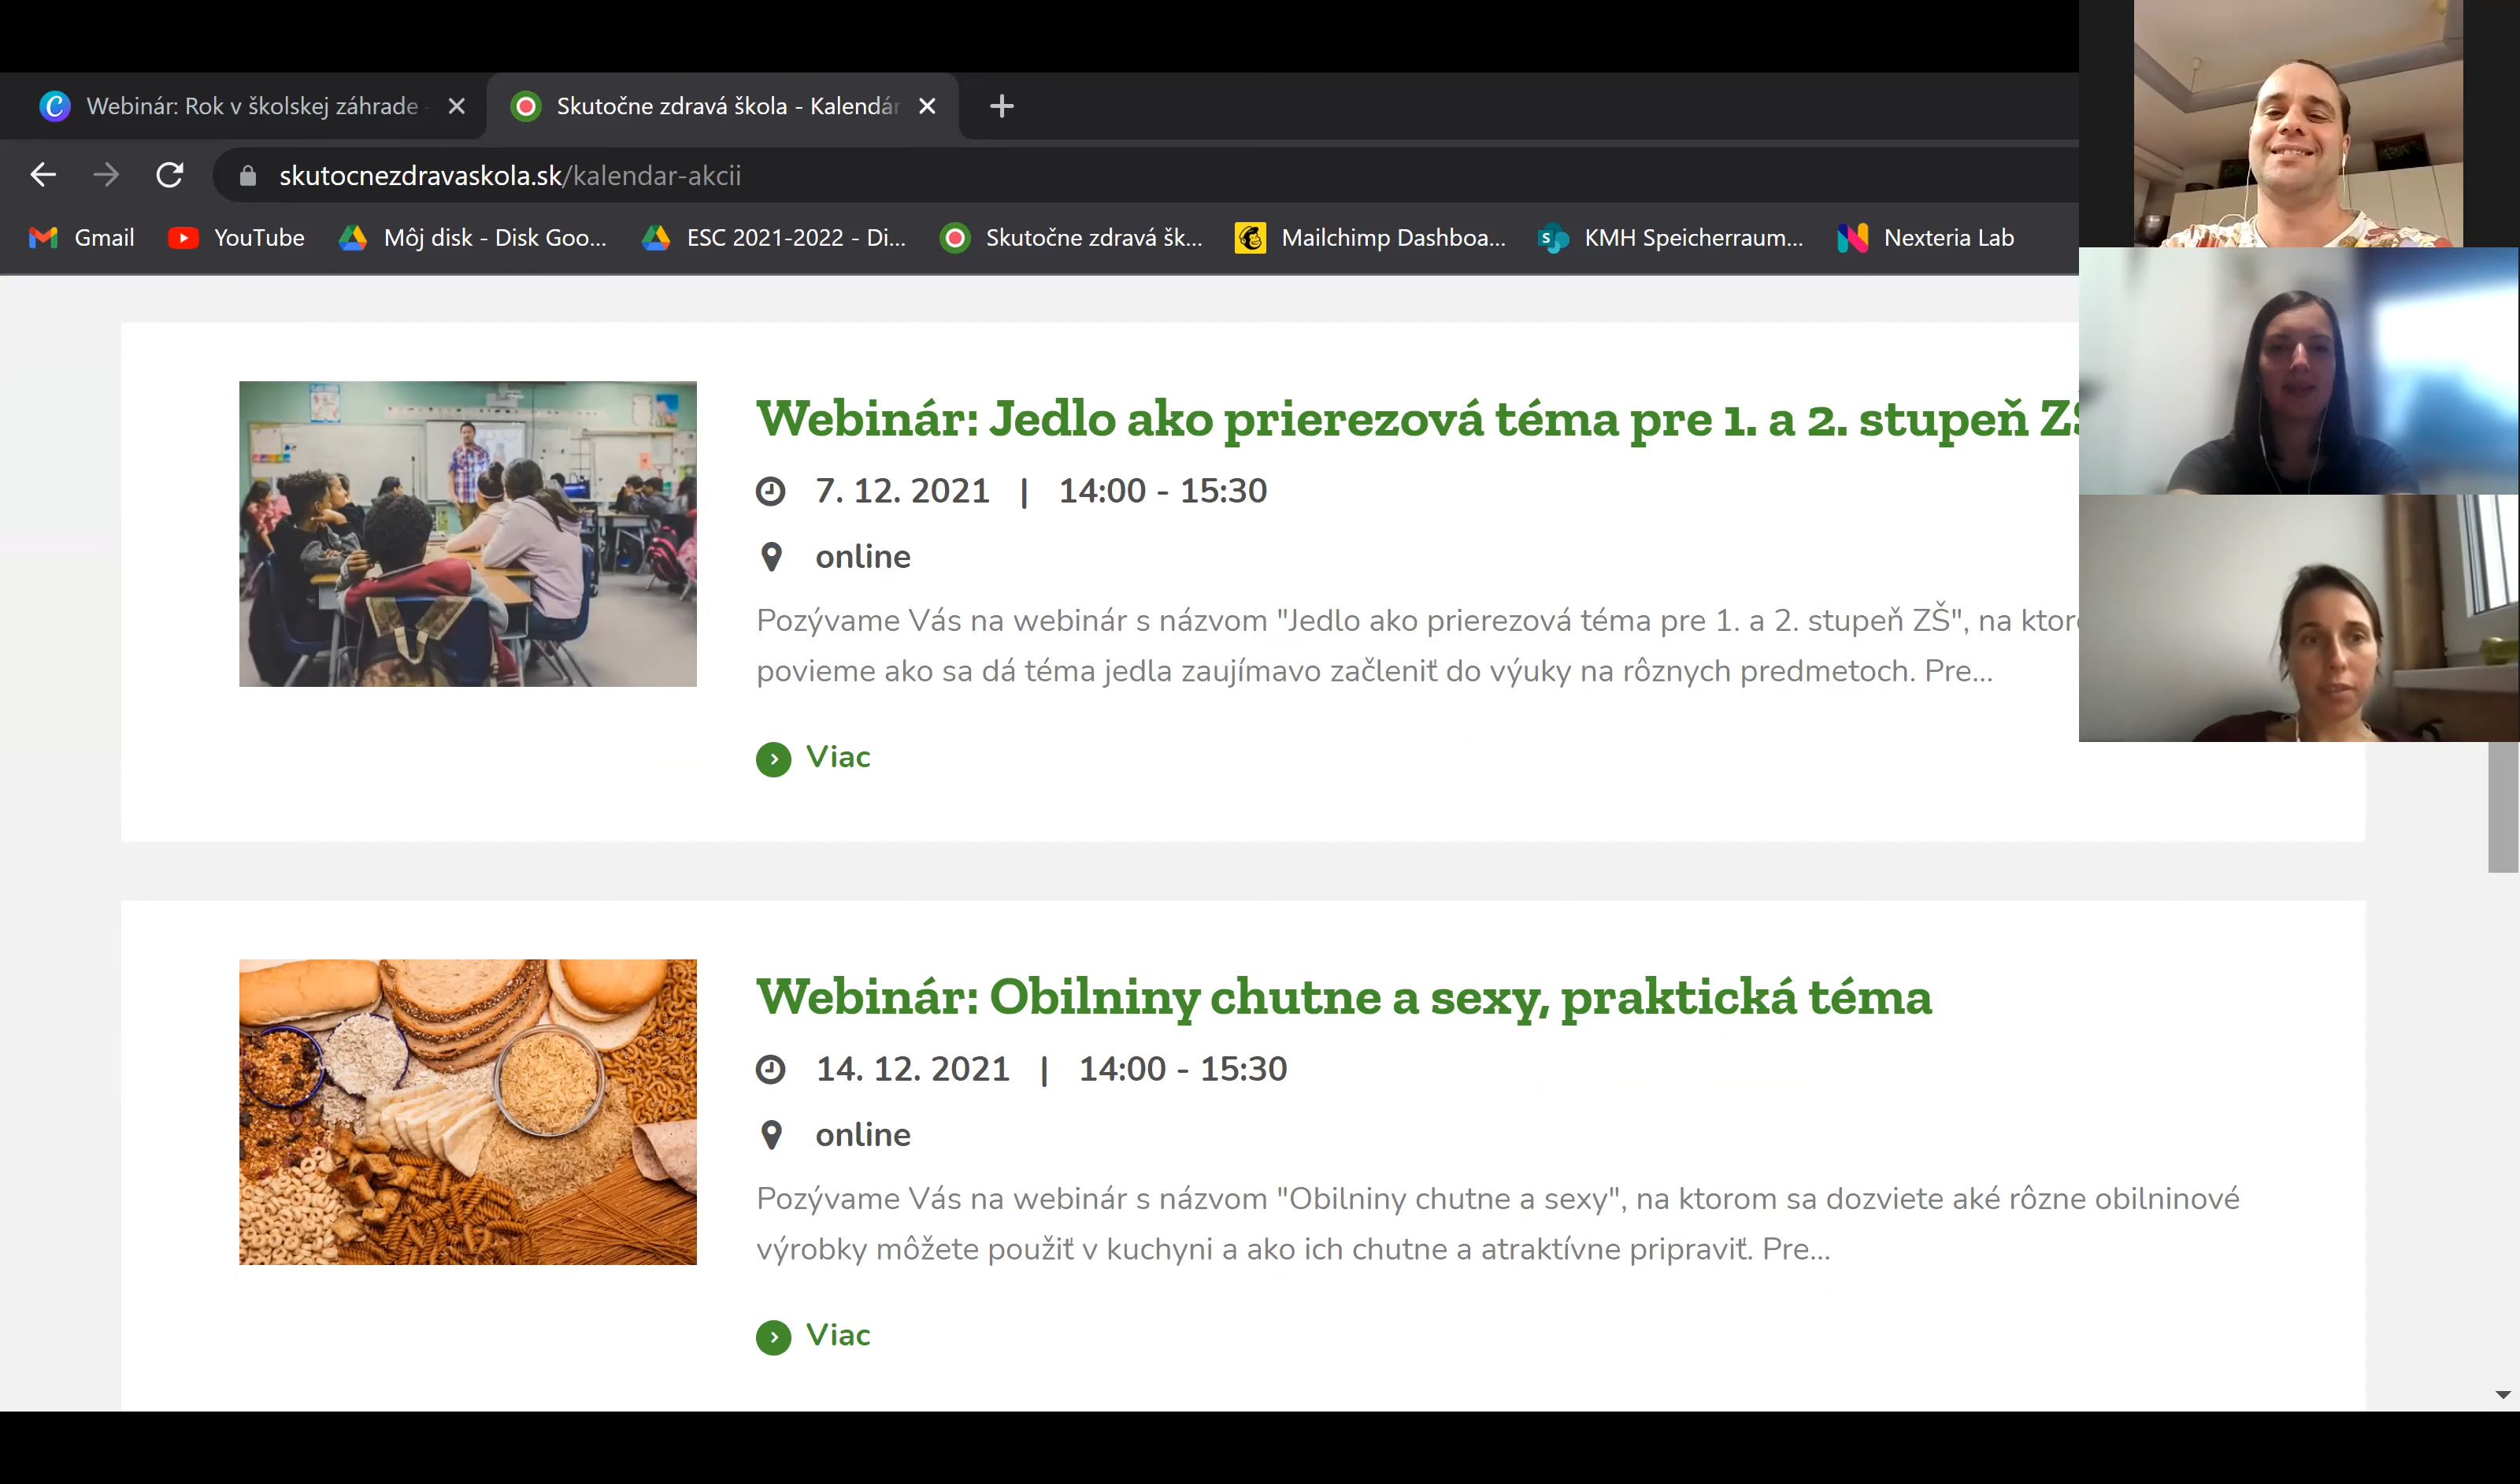 Webinár: Rok v školskej záhrade -
Skutočne zdravá škola - Kalendár
skutocnezdravaskola.sk/kalendar-akcii
Gmail YouTube Môj disk - Disk Goo... ESC 2021-2022 - Di... Skutočne zdravá šk... Mailchimp Dashboa... KMH Speicherraum... Nexteria Lab
Webinár: Jedlo ako prierezová téma pre 1. a 2. stupeň ZŠ
7. 12. 2021 | 14:00 - 15:30
online
Pozývame Vás na webinár s názvom "Jedlo ako prierezová téma pre 1. a 2. stupeň ZŠ", na
povieme ako sa dá téma jedla zaujímavo začleniť do výuky na rôznych predmetoch. Pre...
Viac
Webinár: Obilniny chutne a sexy, praktická téma
14. 12. 2021 | 14:00 - 15:30
online
Pozývame Vás na webinár s názvom "Obilniny chutne a sexy", na ktorom sa dozviete aké rôzne obilninové
výrobky môžete použiť v kuchyni a ako ich chutne a atraktívne pripraviť. Pre...
Viac